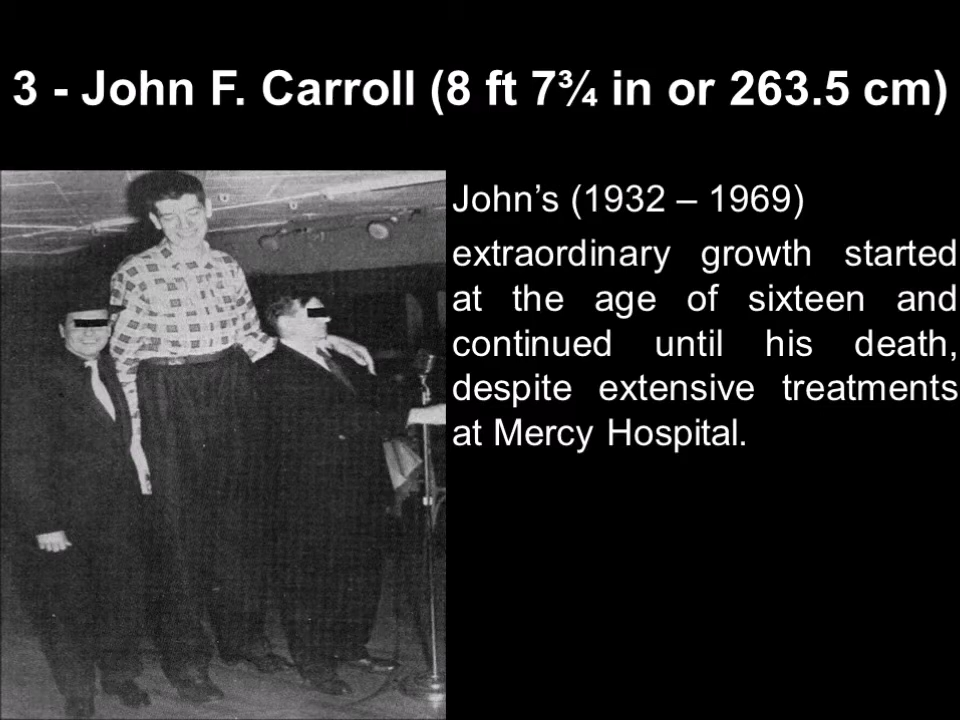 3 - John F. Carroll (8 ft 7¾ in or 263.5 cm)
John’s (1932 – 1969)
extraordinary growth started
at the age of sixteen and
continued until his death,
despite extensive treatments
at Mercy Hospital.